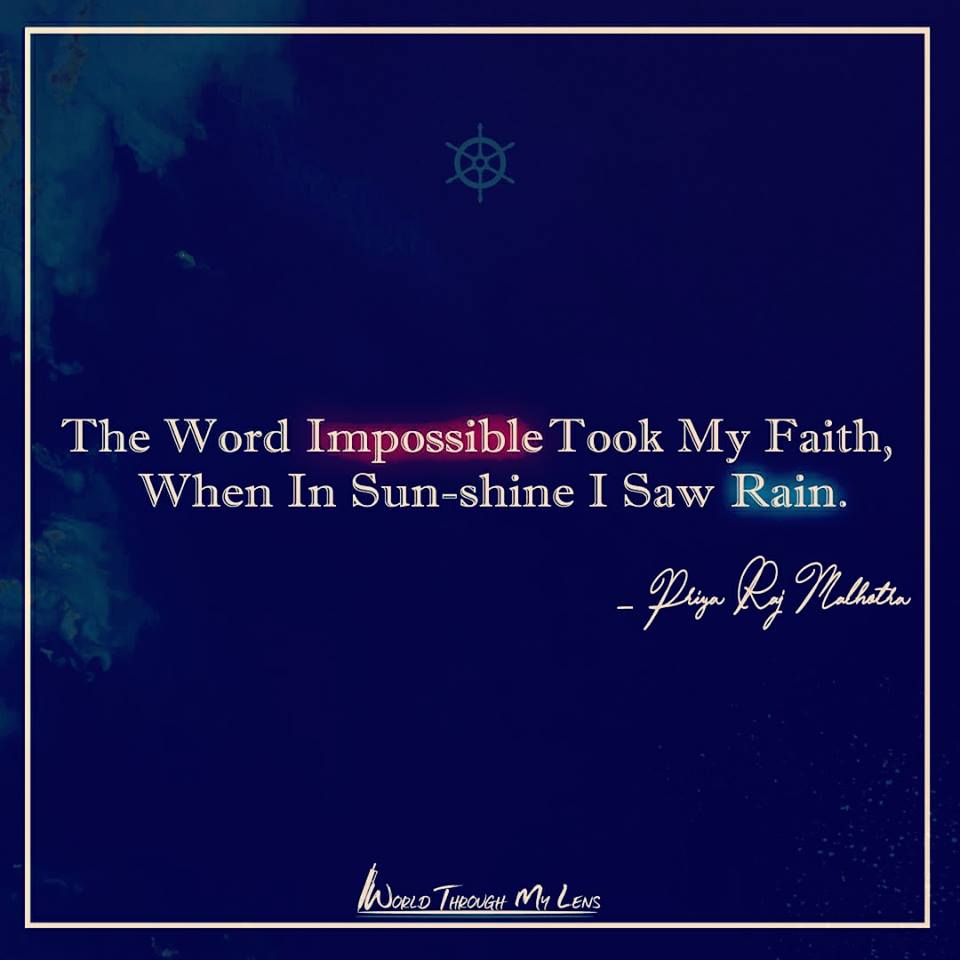 The Word Impossible Took My Faith,
When In Sun-shine I Saw Rain.
_ Priya Raj Malhotra
World Through My Lens